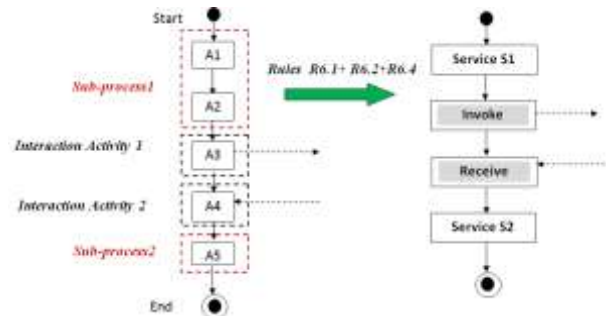 Start
A1
Sub-process1
A2
Interaction Activity 1
A3
Interaction Activity 2
A4
Sub-process2
A5
End
Rules R6.1+ R6.2+R6.4
Service S1
Invoke
Receive
Service S2